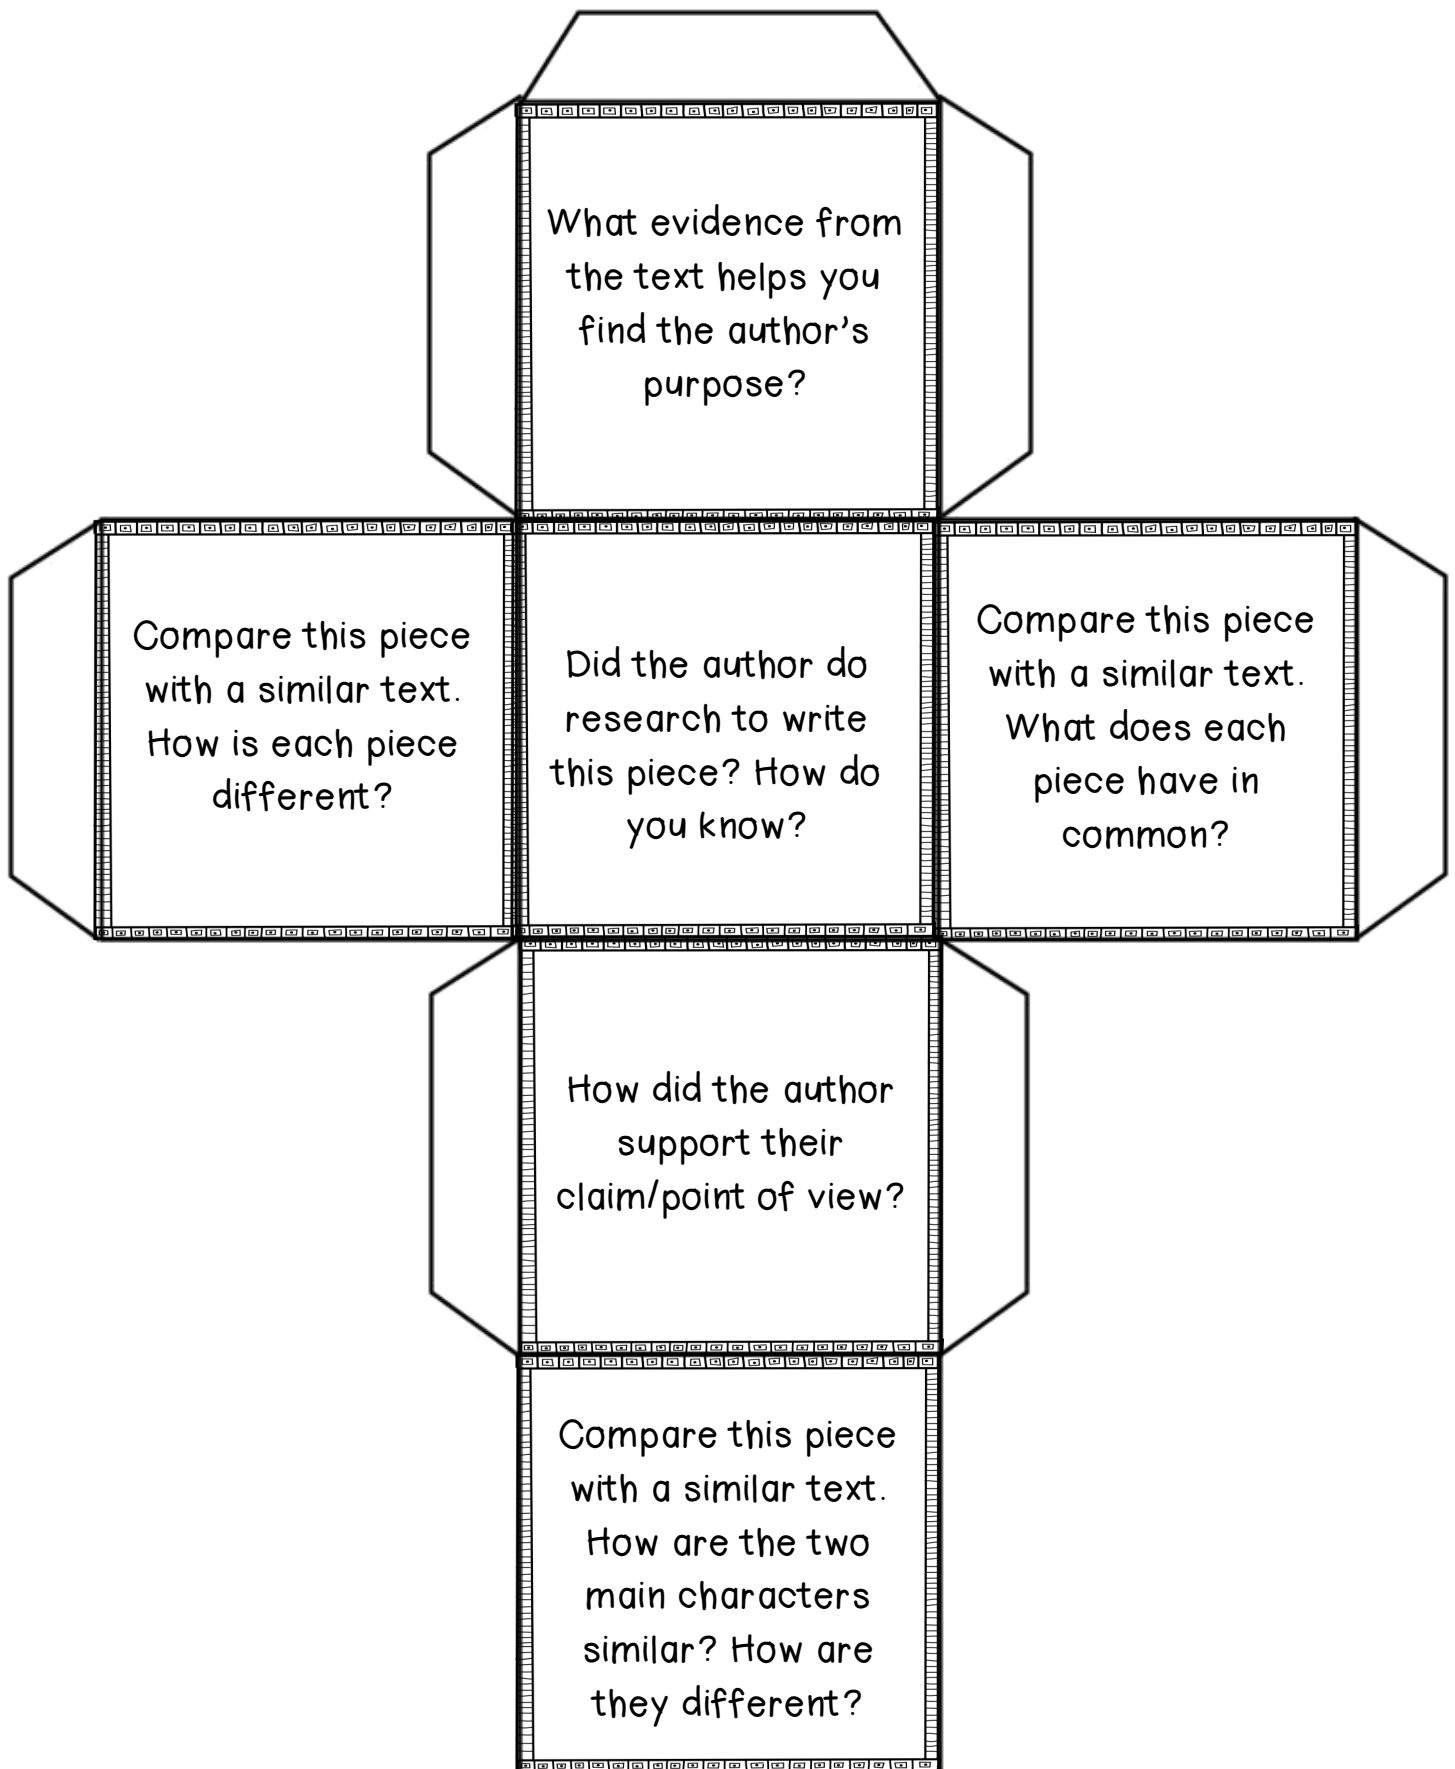 What evidence from
the text helps you
find the author’s
purpose?
Compare this piece
with a similar text.
How is each piece
different?
Did the author do
research to write
this piece? How do
you know?
Compare this piece
with a similar text.
What does each
piece have in
common?
How did the author
support their
claim/point of view?
Compare this piece
with a similar text.
How are the two
main characters
similar? How are
they different?